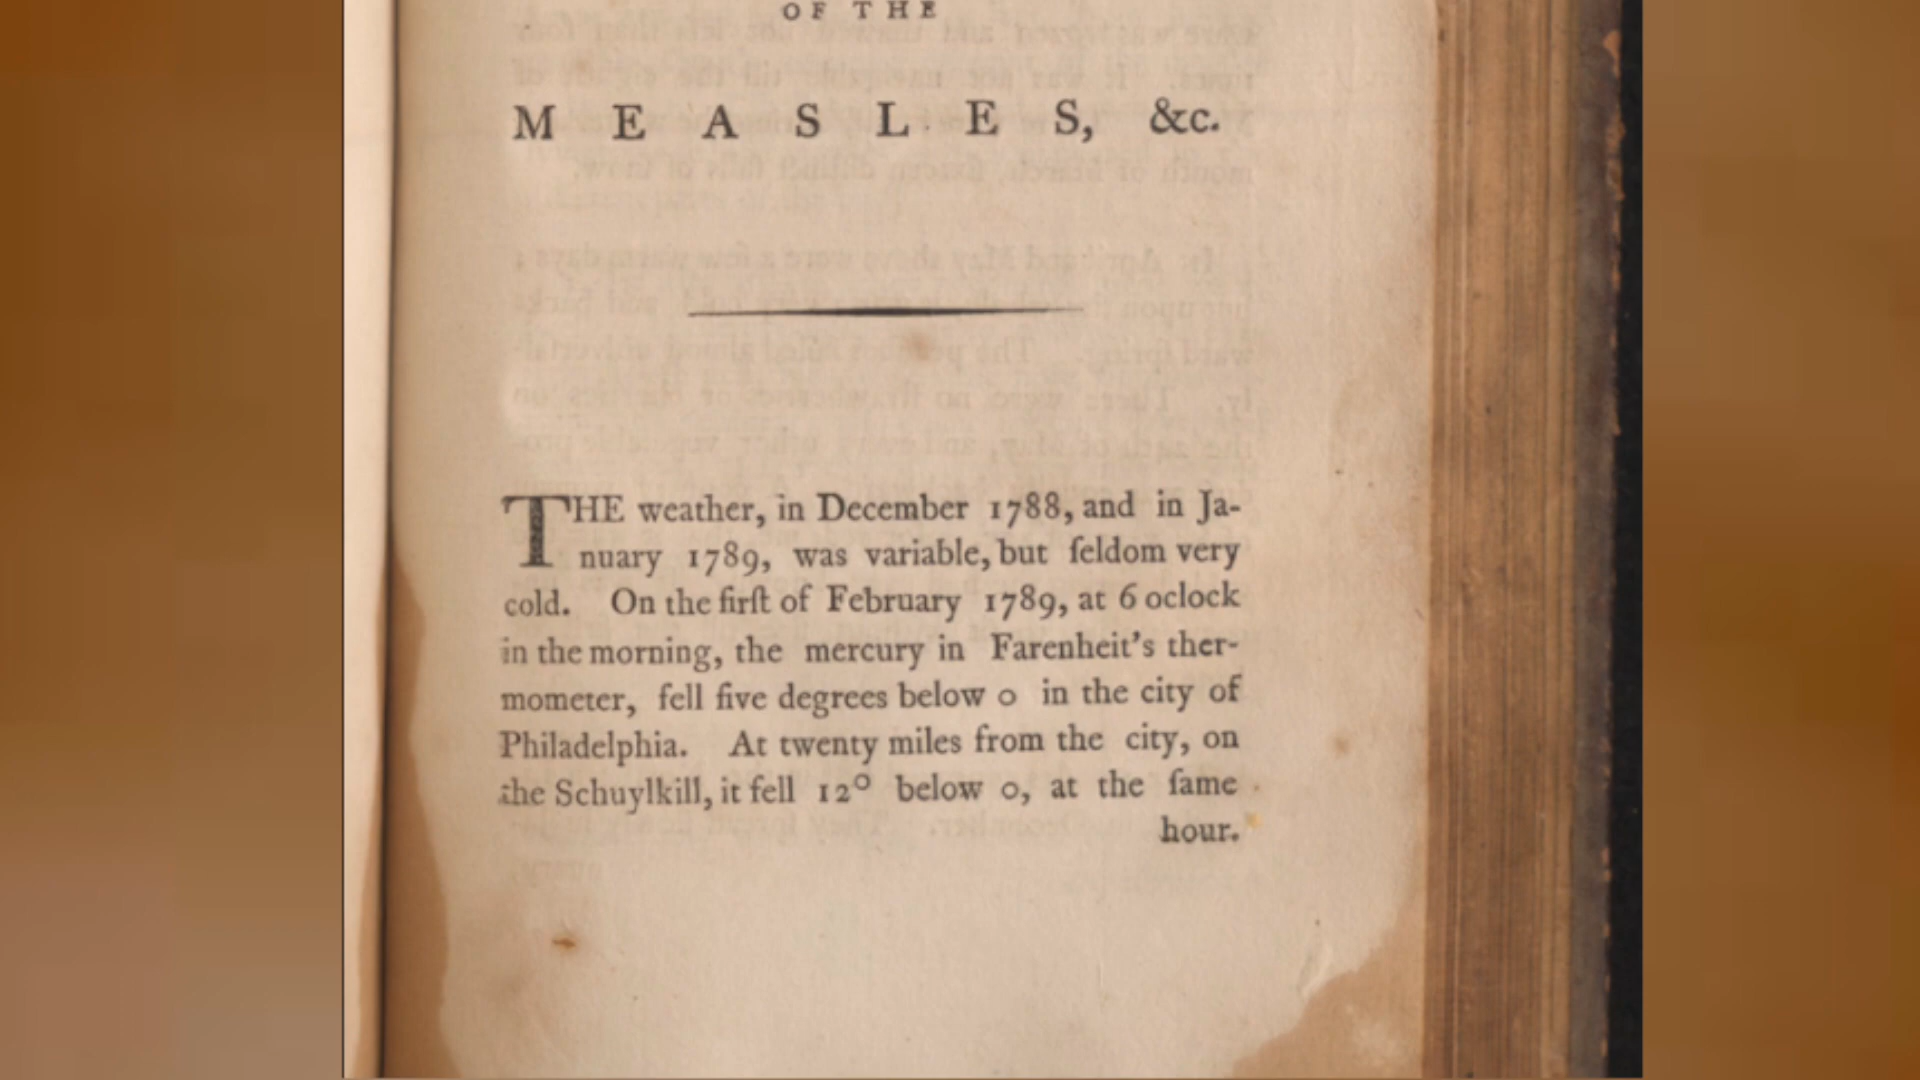 OF THE
MEASLES, &c.
THE weather, in December 1788, and in Ja-
nuary 1789, was variable, but ſeldom very
cold. On the firſt of February 1789, at 6 oclock
in the morning, the mercury in Farenheit's ther-
mometer, fell five degrees below 0 in the city of
Philadelphia. At twenty miles from the city, on
the Schuylkill, it fell 12° below 0, at the ſame
hour.